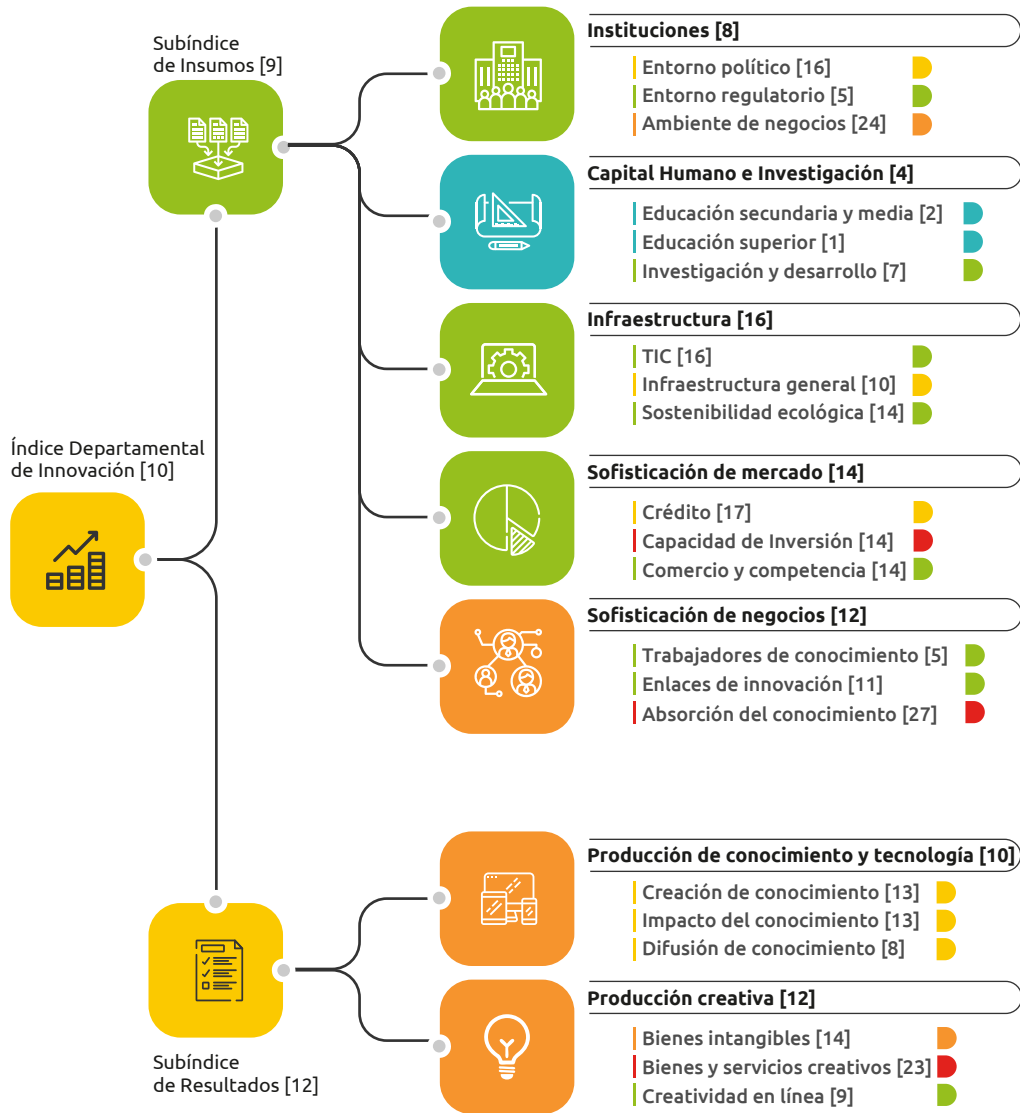 Índice Departamental
de Innovación [10]
Subíndice
de Insumos [9]
Instituciones [8]
Entorno político [16]
Entorno regulatorio [5]
Ambiente de negocios [24]
Capital Humano e Investigación [4]
Educación secundaria y media [2]
Educación superior [1]
Investigación y desarrollo [7]
Infraestructura [16]
TIC [16]
Infraestructura general [10]
Sostenibilidad ecológica [14]
Sofisticación de mercado [14]
Crédito [17]
Capacidad de Inversión [14]
Comercio y competencia [14]
Sofisticación de negocios [12]
Trabajadores de conocimiento [5]
Enlaces de innovación [11]
Absorción del conocimiento [27]
Subíndice
de Resultados [12]
Producción de conocimiento y tecnología [10]
Creación de conocimiento [13]
Impacto del conocimiento [13]
Difusión de conocimiento [8]
Producción creativa [12]
Bienes intangibles [14]
Bienes y servicios creativos [23]
Creatividad en línea [9]